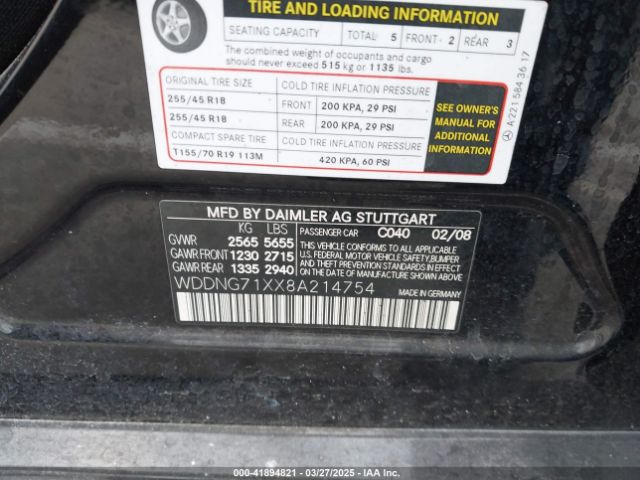 TIRE AND LOADING INFORMATION
SEATING CAPACITY TOTAL: 5 FRONT - 2 REAR 3
The combined weight of occupants and cargo
should never exceed 515 kg or 1135 lbs.
ORIGINAL TIRE SIZE COLD TIRE INFLATION PRESSURE
255/45 R18 FRONT 200 KPA, 29 PSI
255/45 R18 REAR 200 KPA, 29 PSI
COMPACT SPARE TIRE COLD TIRE INFLATION PRESSURE
T155/70 R19 113M 420 KPA, 60 PSI
SEE OWNER'S
MANUAL FOR
ADDITIONAL
INFORMATION
A 221 584 36 17
MFD BY DAIMLER AG STUTTGART
KG LBS PASSENGER CAR C040 02/08
GVWR 2565 5655
GAWR FRONT 1230 2715
GAWR REAR 1335 2940
THIS VEHICLE CONFORMS TO ALL APPLICABLE
U.S. FEDERAL MOTOR VEHICLE SAFETY, BUMPER,
AND THEFT PREVENTION STANDARDS IN EFFECT
ON THE DATE OF MANUFACTURE SHOWN ABOVE.
WDDNG71XX8A214754
MADE IN GERMANY
000-41894821 | 03/27/2025 | IAA, Inc.